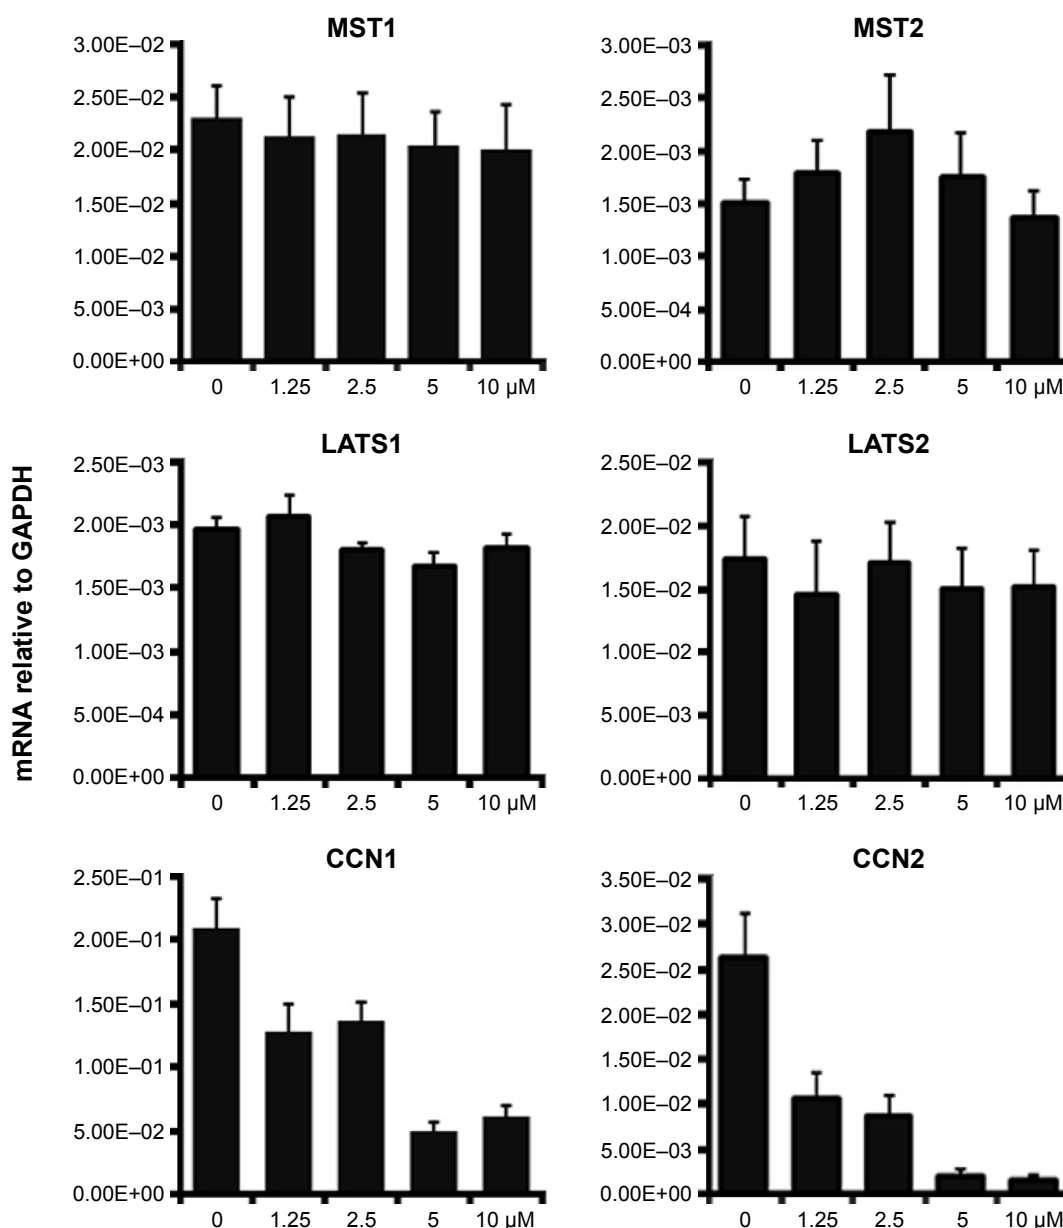 MST1
3.00E–02
2.50E–02
2.00E–02
1.50E–02
1.00E–02
5.00E–03
0.00E+00
0 1.25 2.5 5 10 µM
MST2
3.00E–03
2.50E–03
2.00E–03
1.50E–03
1.00E–03
5.00E–04
0.00E+00
0 1.25 2.5 5 10 µM
mRNA relative to GAPDH
LATS1
2.50E–03
2.00E–03
1.50E–03
1.00E–03
5.00E–04
0.00E+00
0 1.25 2.5 5 10 µM
LATS2
2.50E–02
2.00E–02
1.50E–02
1.00E–02
5.00E–03
0.00E+00
0 1.25 2.5 5 10 µM
CCN1
2.50E–01
2.00E–01
1.50E–01
1.00E–01
5.00E–02
0.00E+00
0 1.25 2.5 5 10 µM
CCN2
3.50E–02
3.00E–02
2.50E–02
2.00E–02
1.50E–02
1.00E–02
5.00E–03
0.00E+00
0 1.25 2.5 5 10 µM